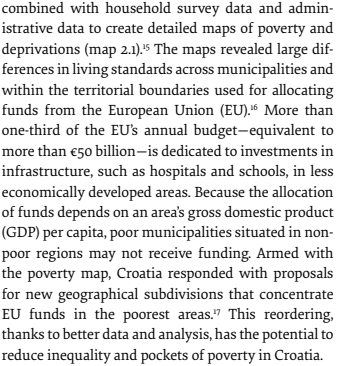 combined with household survey data and admin-
istrative data to create detailed maps of poverty and
deprivations (map 2.1).¹⁵ The maps revealed large dif-
ferences in living standards across municipalities and
within the territorial boundaries used for allocating
funds from the European Union (EU).¹⁶ More than
one-third of the EU’s annual budget—equivalent to
more than €50 billion—is dedicated to investments in
infrastructure, such as hospitals and schools, in less
economically developed areas. Because the allocation
of funds depends on an area’s gross domestic product
(GDP) per capita, poor municipalities situated in non-
poor regions may not receive funding. Armed with
the poverty map, Croatia responded with proposals
for new geographical subdivisions that concentrate
EU funds in the poorest areas.¹⁷ This reordering,
thanks to better data and analysis, has the potential to
reduce inequality and pockets of poverty in Croatia.